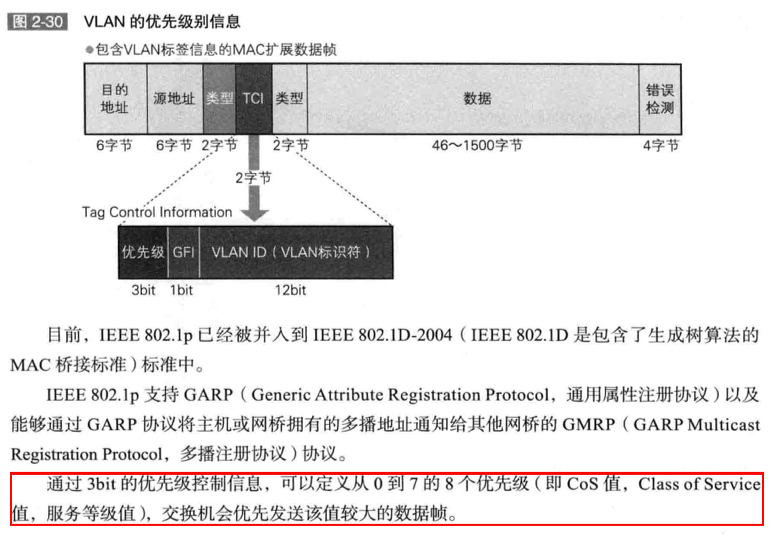 图 2-30 VLAN 的优先级别信息
●包含VLAN标签信息的MAC扩展数据帧
目的地址 源地址 类型 TCI 类型 数据 错误检测
6字节 6字节 2字节 2字节 46～1500字节 4字节
2字节
Tag Control Information
优先级 GFI VLAN ID（VLAN标识符）
3bit 1bit 12bit
目前，IEEE 802.1p 已经被并入到 IEEE 802.1D-2004（IEEE 802.1D 是包含了生成树算法的
MAC 桥接标准）标准中。
IEEE 802.1p 支持 GARP（Generic Attribute Registration Protocol，通用属性注册协议）以及
能够通过 GARP 协议将主机或网桥拥有的多播地址通知给其他网桥的 GMRP（GARP Multicast
Registration Protocol，多播注册协议）协议。
通过 3bit 的优先级控制信息，可以定义从 0 到 7 的 8 个优先级（即 CoS 值，Class of Service
值，服务等级值），交换机会优先发送该值较大的数据帧。